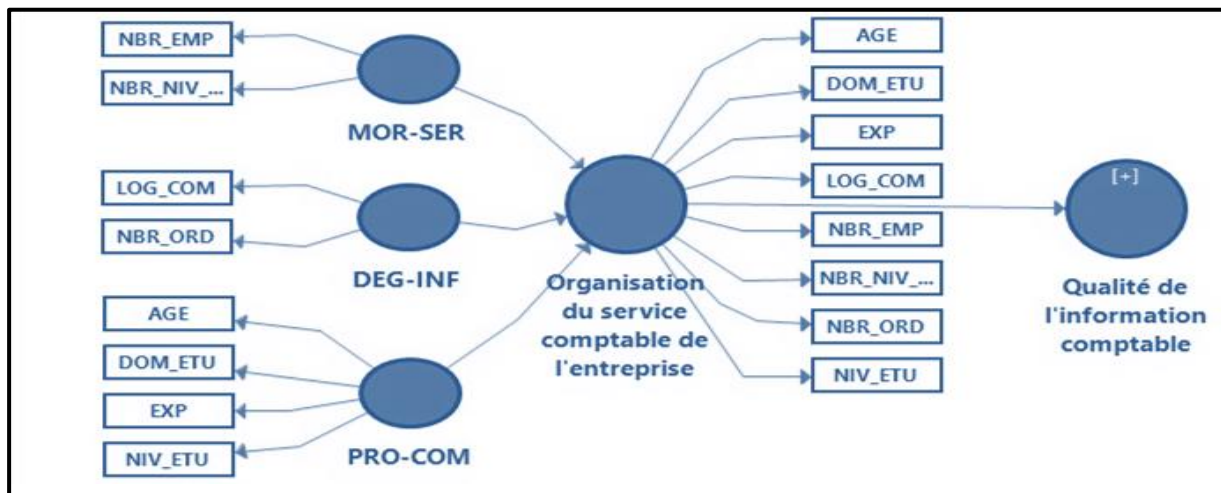 NBR_EMP
NBR_NIV_...
MOR-SER
LOG_COM
NBR_ORD
DEG-INF
AGE
DOM_ETU
EXP
NIV_ETU
PRO-COM
Organisation
du service
comptable de
l'entreprise
AGE
DOM_ETU
EXP
LOG_COM
NBR_EMP
NBR_NIV_...
NBR_ORD
NIV_ETU
[+]
Qualité de
l'information
comptable